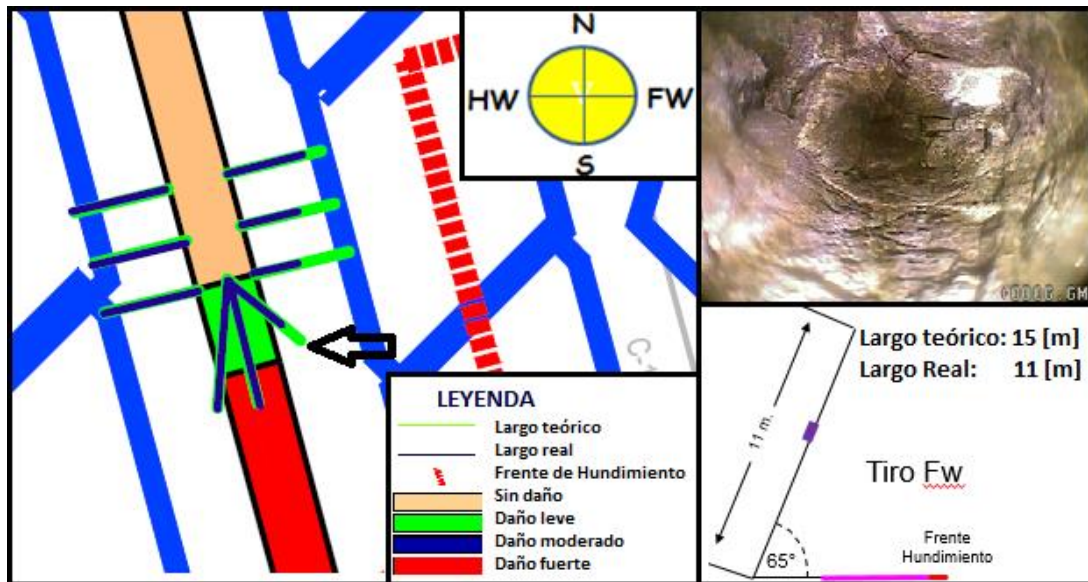 N
HW
FW
S
C-
LEYENDA
Largo teórico
Largo real
Frente de Hundimiento
Sin daño
Daño leve
Daño moderado
Daño fuerte
Largo teórico: 15 [m]
Largo Real: 11 [m]
11 m.
Tiro Fw
65°
Frente
Hundimiento